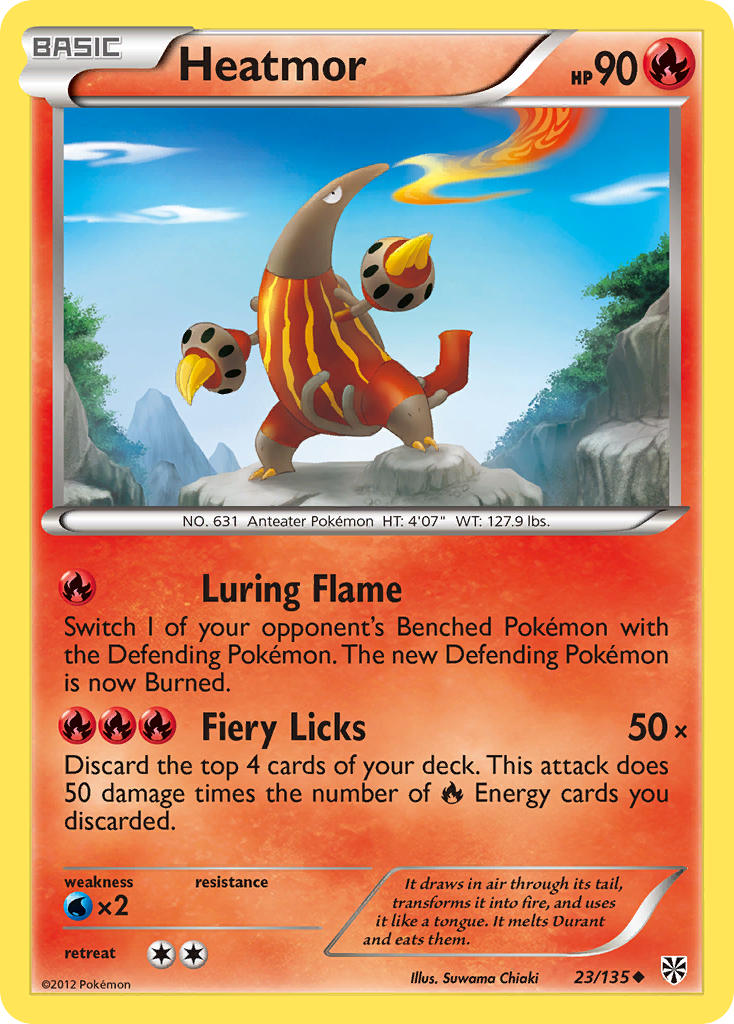 BASIC
Heatmor
HP 90
NO. 631 Anteater Pokémon HT: 4'07" WT: 127.9 lbs.
Luring Flame
Switch 1 of your opponent's Benched Pokémon with
the Defending Pokémon. The new Defending Pokémon
is now Burned.
Fiery Licks 50×
Discard the top 4 cards of your deck. This attack does
50 damage times the number of Energy cards you
discarded.
weakness resistance
×2
It draws in air through its tail,
transforms it into fire, and uses
it like a tongue. It melts Durant
and eats them.
retreat
©2012 Pokémon
Illus. Suwama Chiaki
23/135